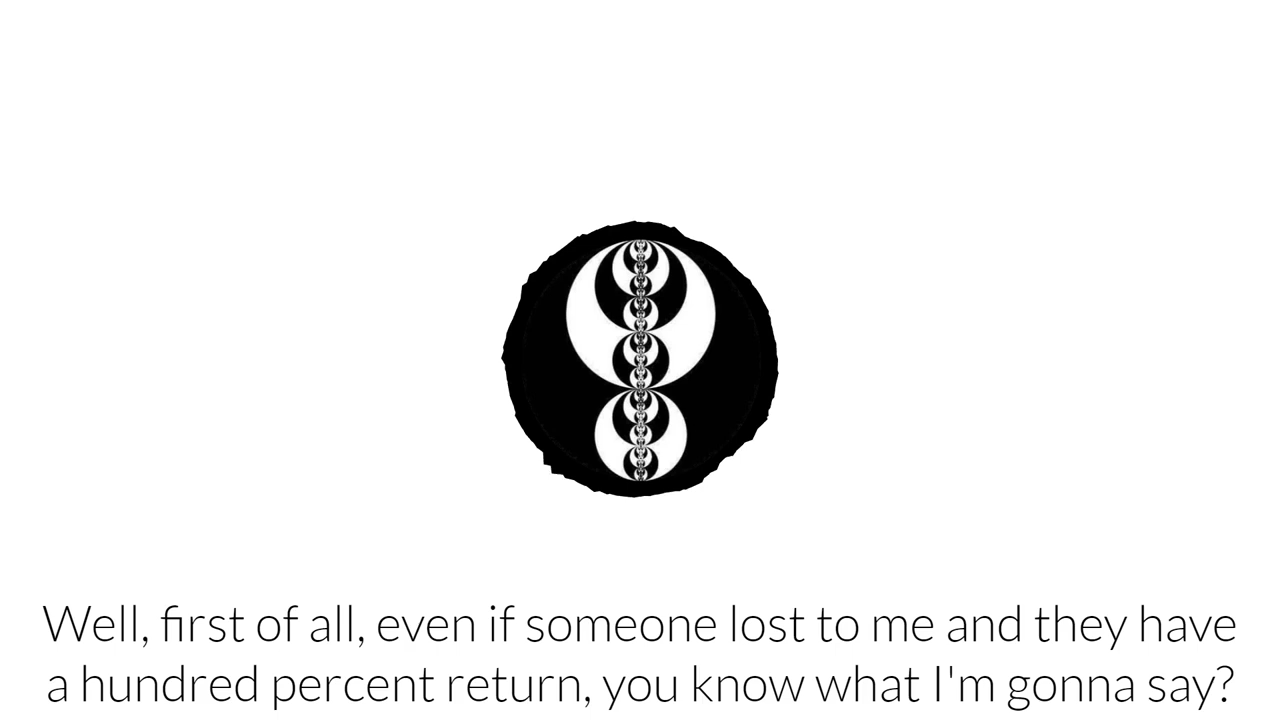 Well, first of all, even if someone lost to me and they have
a hundred percent return, you know what I'm gonna say?